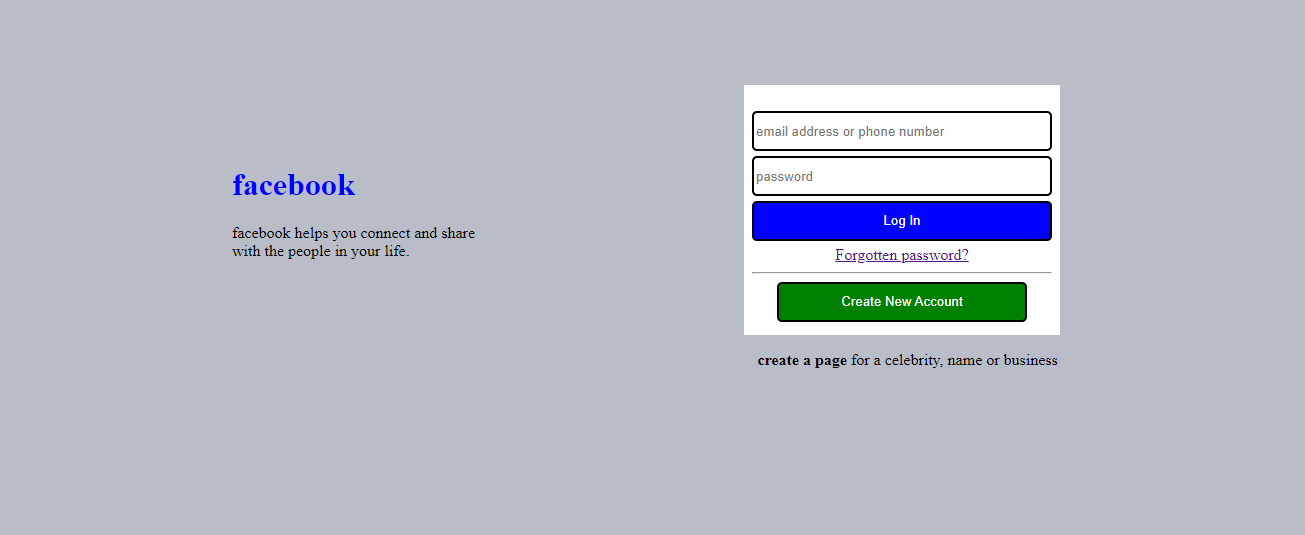 facebook
facebook helps you connect and share
with the people in your life.
email address or phone number
password
Log In
Forgotten password?
Create New Account
create a page for a celebrity, name or business